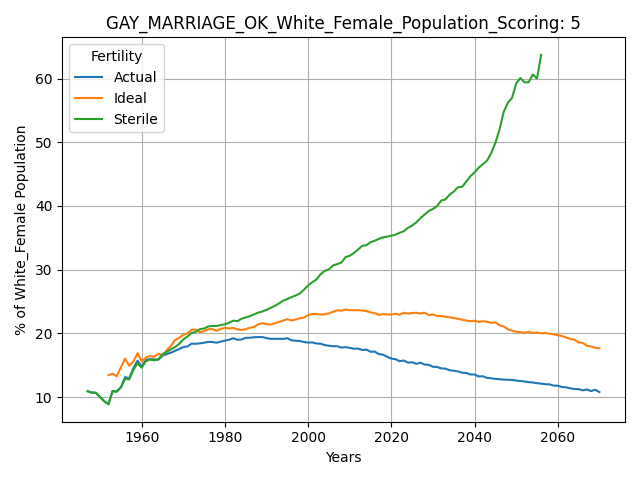 GAY_MARRIAGE_OK_White_Female_Population_Scoring: 5
Fertility
Actual
Ideal
Sterile
% of White_Female Population
60
50
40
30
20
10
1960 1980 2000 2020 2040 2060
Years